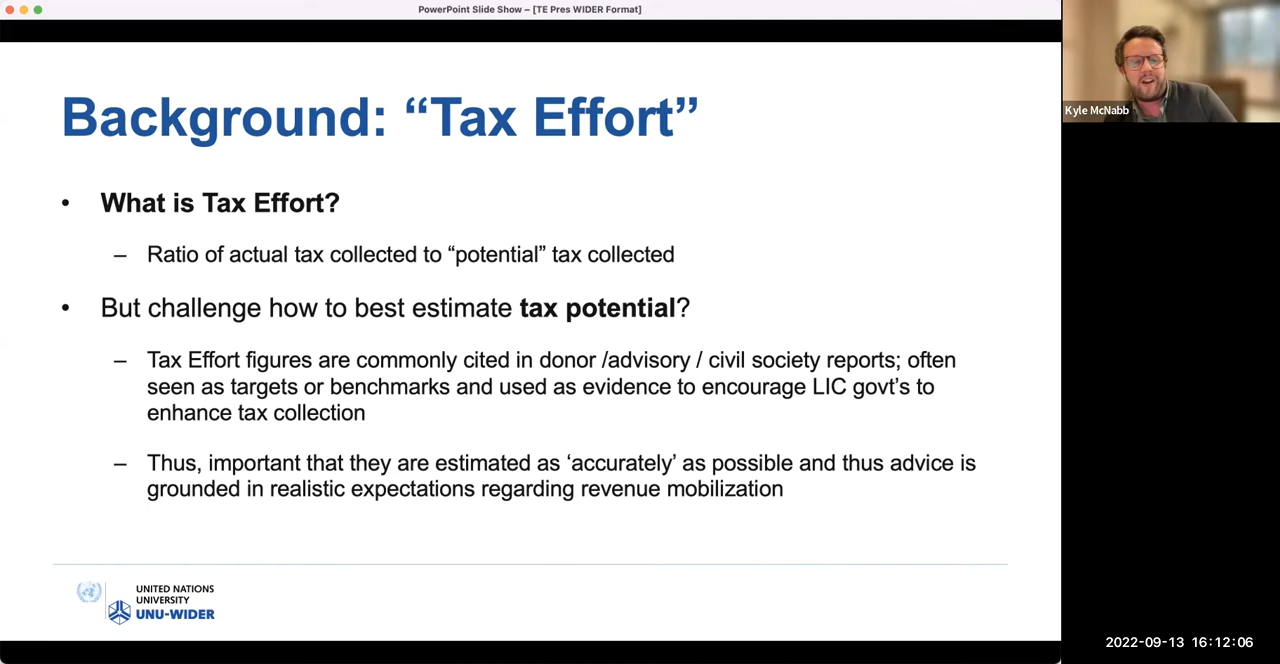 PowerPoint Slide Show – [TE Pres WIDER Format]
Background: “Tax Effort”
• What is Tax Effort?
– Ratio of actual tax collected to “potential” tax collected
• But challenge how to best estimate tax potential?
– Tax Effort figures are commonly cited in donor /advisory / civil society reports; often
seen as targets or benchmarks and used as evidence to encourage LIC govt’s to
enhance tax collection
– Thus, important that they are estimated as ‘accurately’ as possible and thus advice is
grounded in realistic expectations regarding revenue mobilization
UNITED NATIONS
UNIVERSITY
UNU-WIDER
Kyle McNabb
2022-09-13 16:12:06